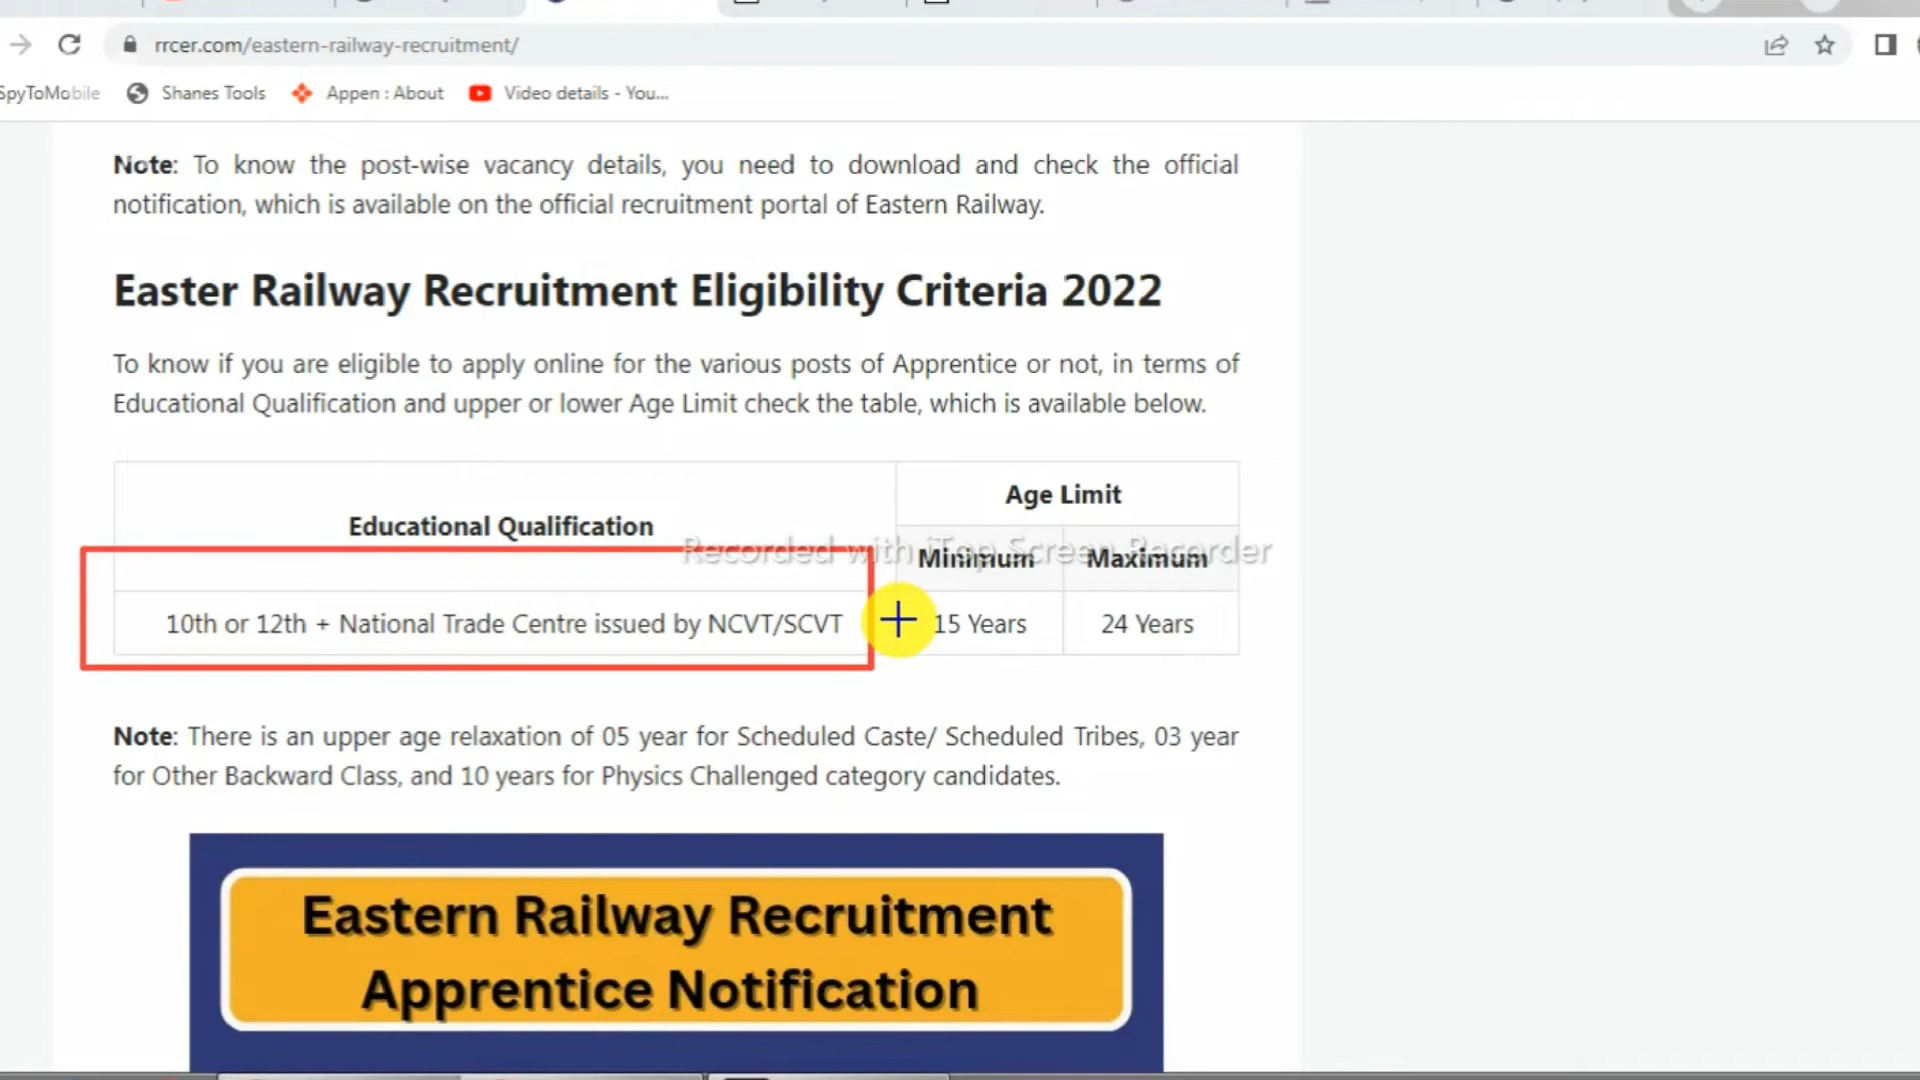 rrcer.com/eastern-railway-recruitment/
SpyToMobile Shanes Tools Appen : About Video details - You...
Note: To know the post-wise vacancy details, you need to download and check the official
notification, which is available on the official recruitment portal of Eastern Railway.
Easter Railway Recruitment Eligibility Criteria 2022
To know if you are eligible to apply online for the various posts of Apprentice or not, in terms of
Educational Qualification and upper or lower Age Limit check the table, which is available below.
Educational Qualification
Age Limit
Recorded with iTop Screen Recorder
Minimum Maximum
10th or 12th + National Trade Centre issued by NCVT/SCVT 15 Years 24 Years
Note: There is an upper age relaxation of 05 year for Scheduled Caste/ Scheduled Tribes, 03 year
for Other Backward Class, and 10 years for Physics Challenged category candidates.
Eastern Railway Recruitment
Apprentice Notification